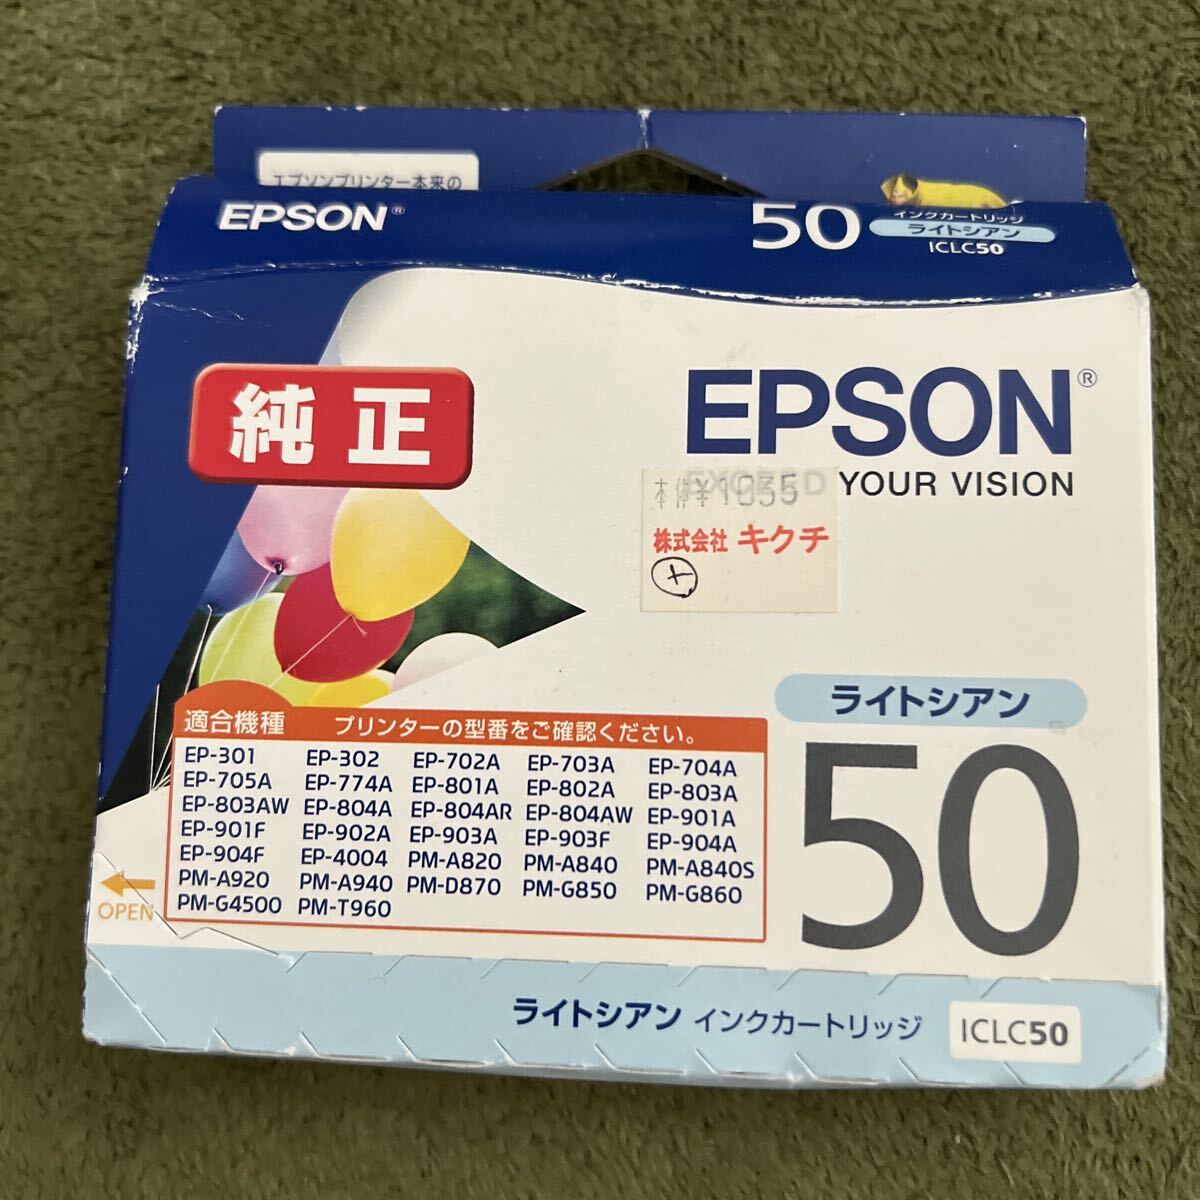 エプソンプリンター本来の
EPSON®
50
インクカートリッジ
ライトシアン
ICLC50
純正
EPSON®
EXCEED YOUR VISION
本体¥1035
株式会社 キクチ
+
ライトシアン
50
適合機種 プリンターの型番をご確認ください。
EP-301 EP-302 EP-702A EP-703A EP-704A
EP-705A EP-774A EP-801A EP-802A EP-803A
EP-803AW EP-804A EP-804AR EP-804AW EP-901A
EP-901F EP-902A EP-903A EP-903F EP-904A
EP-904F EP-4004 PM-A820 PM-A840 PM-A840S
PM-A920 PM-A940 PM-D870 PM-G850 PM-G860
PM-G4500 PM-T960
OPEN
ライトシアン インクカートリッジ ICLC50